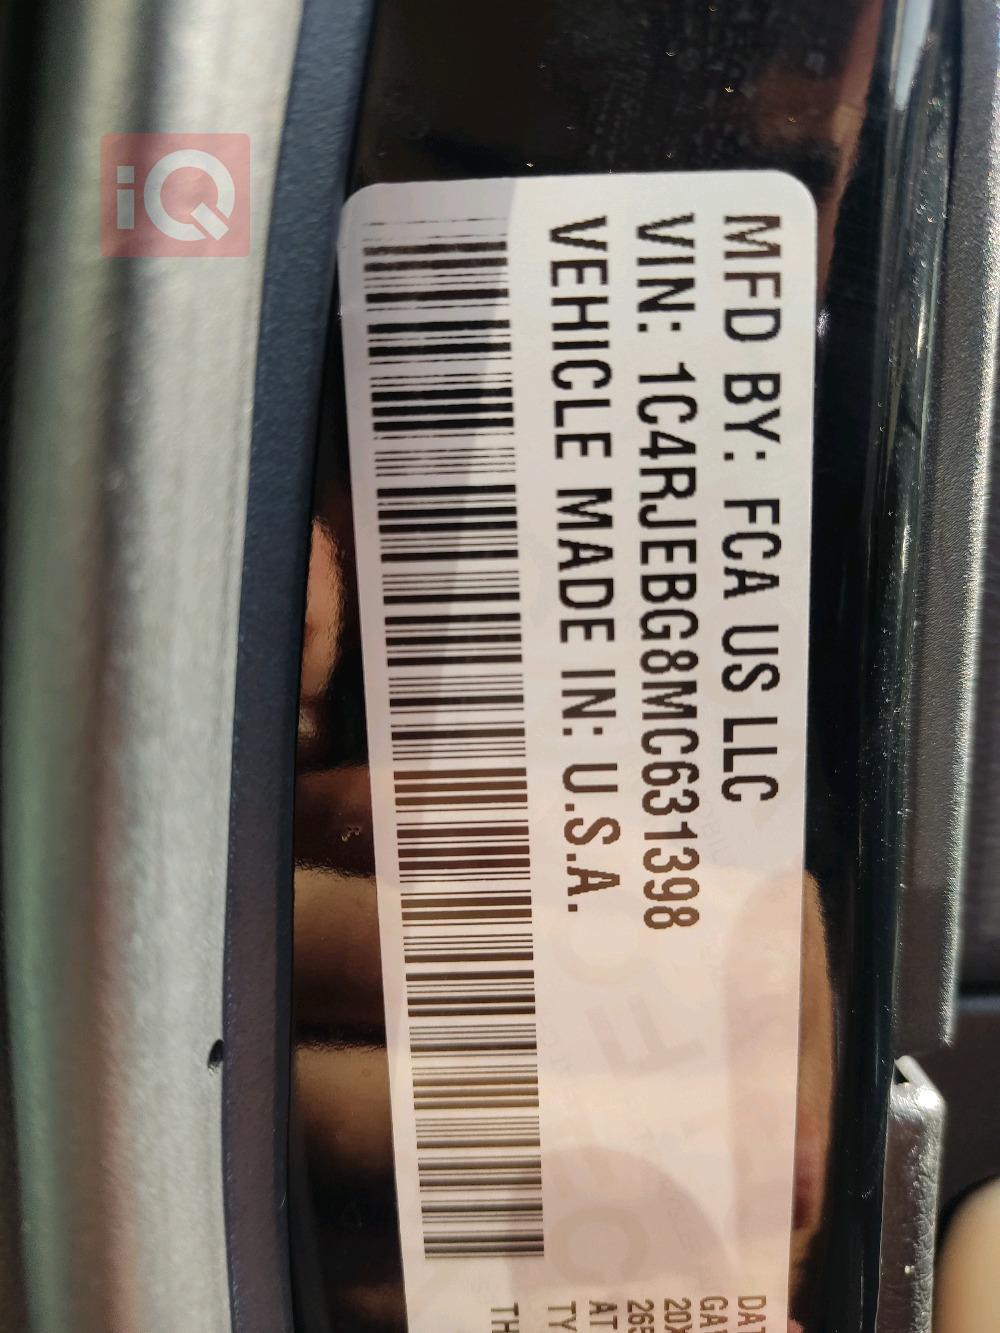 iQ
MFD BY: FCA US LLC
VIN: 1C4RJEBG8MC631398
VEHICLE MADE IN: U.S.A.